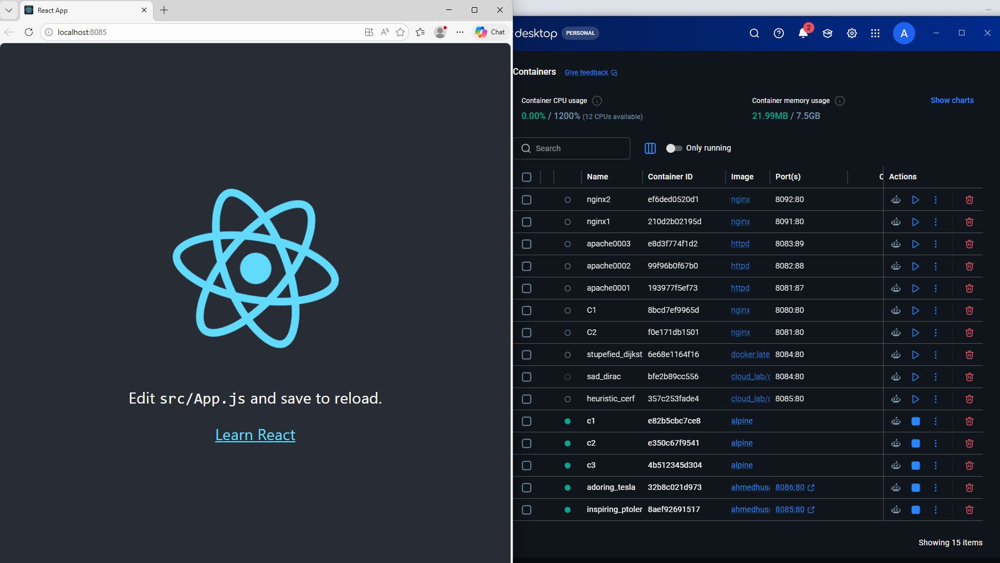 React App
localhost:8085
Chat
Edit src/App.js and save to reload.
Learn React
desktop PERSONAL
2
A
Containers Give feedback
Container CPU usage
0.00% / 1200% (12 CPUs available)
Container memory usage
21.99MB / 7.5GB
Show charts
Search
Only running
Name Container ID Image Port(s) C Actions
nginx2 ef6ded0520d1 nginx 8092:80
nginx1 210d2b02195d nginx 8091:80
apache0003 e8d3f774f1d2 httpd 8083:89
apache0002 99f96b0f67b0 httpd 8082:88
apache0001 193977f5ef73 httpd 8081:87
C1 8bcd7ef9965d nginx 8080:80
C2 f0e171db1501 nginx 8081:80
stupefied_dijkst 6e68e1164f16 docker:late 8084:80
sad_dirac bfe2b89cc556 cloud_lab/c 8084:80
heuristic_cerf 357c253fade4 cloud_lab/c 8085:80
c1 e82b5cbc7ce8 alpine
c2 e350c67f9541 alpine
c3 4b512345d304 alpine
adoring_tesla 32b8c021d973 ahmedhusa 8086:80
inspiring_ptoler 8aef92691517 ahmedhusa 8085:80
Showing 15 items